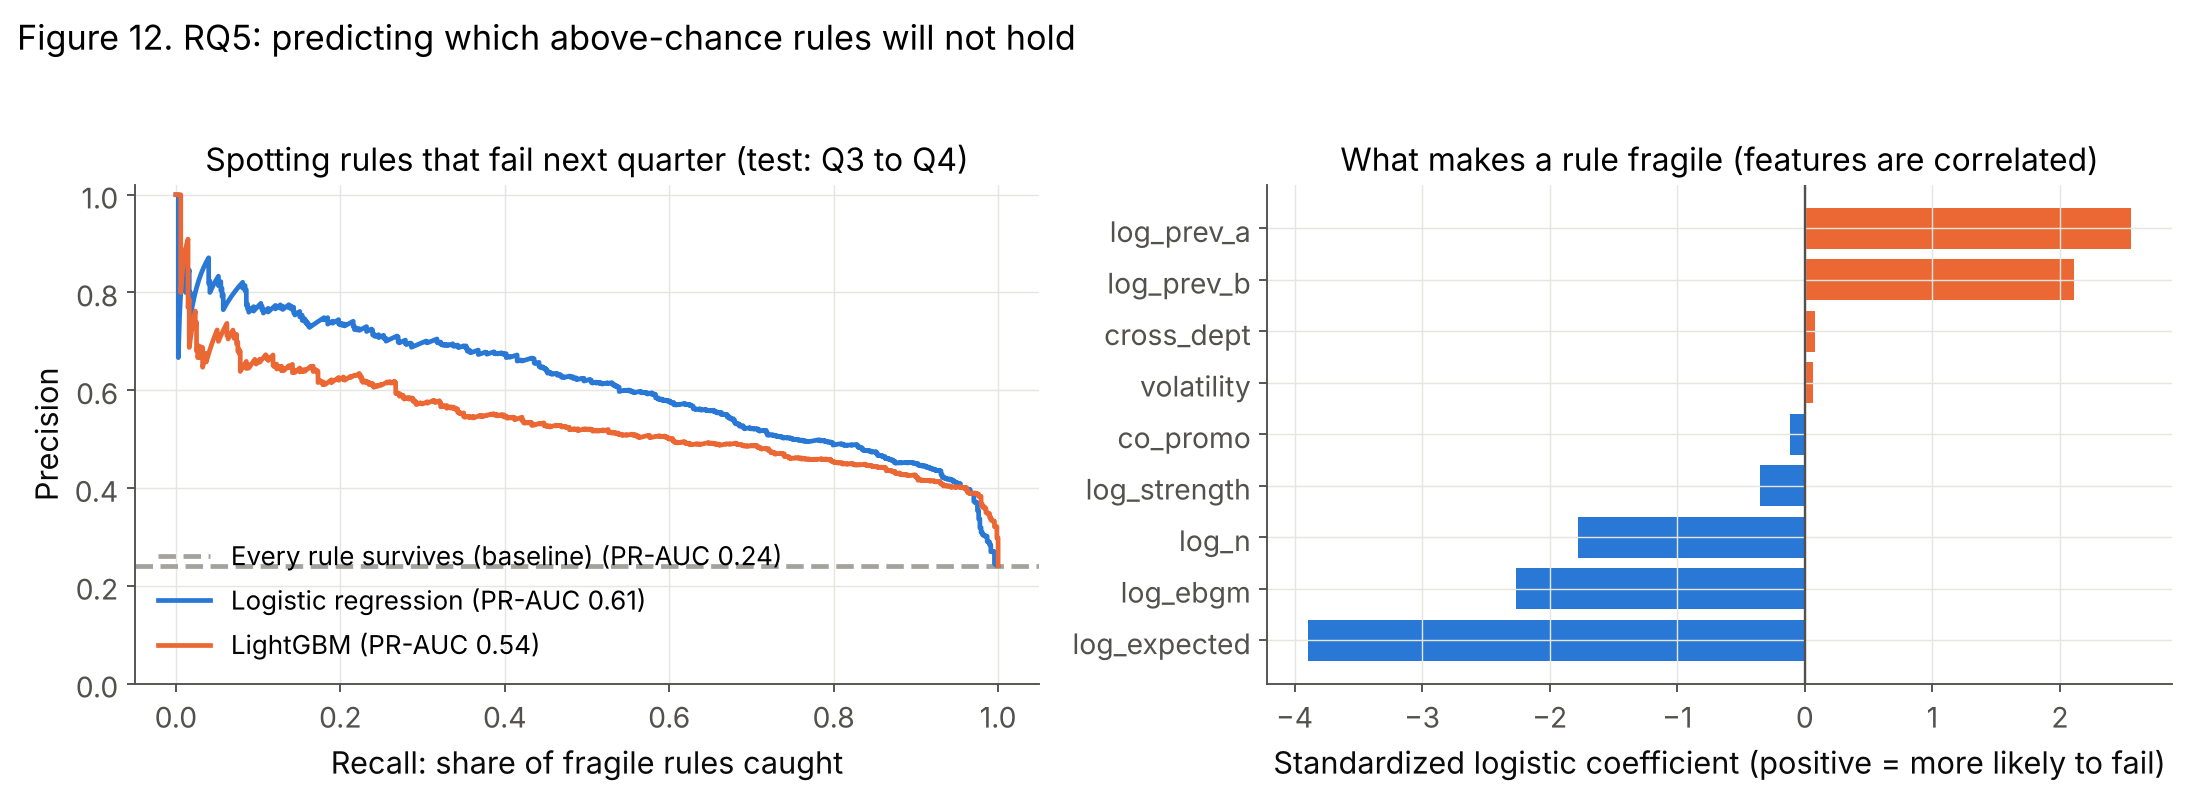 Figure 12. RQ5: predicting which above-chance rules will not hold
Spotting rules that fail next quarter (test: Q3 to Q4)
Precision
1.0
0.8
0.6
0.4
0.2
0.0
Every rule survives (baseline) (PR-AUC 0.24)
Logistic regression (PR-AUC 0.61)
LightGBM (PR-AUC 0.54)
0.0 0.2 0.4 0.6 0.8 1.0
Recall: share of fragile rules caught
What makes a rule fragile (features are correlated)
log_prev_a
log_prev_b
cross_dept
volatility
co_promo
log_strength
log_n
log_ebgm
log_expected
−4 −3 −2 −1 0 1 2
Standardized logistic coefficient (positive = more likely to fail)